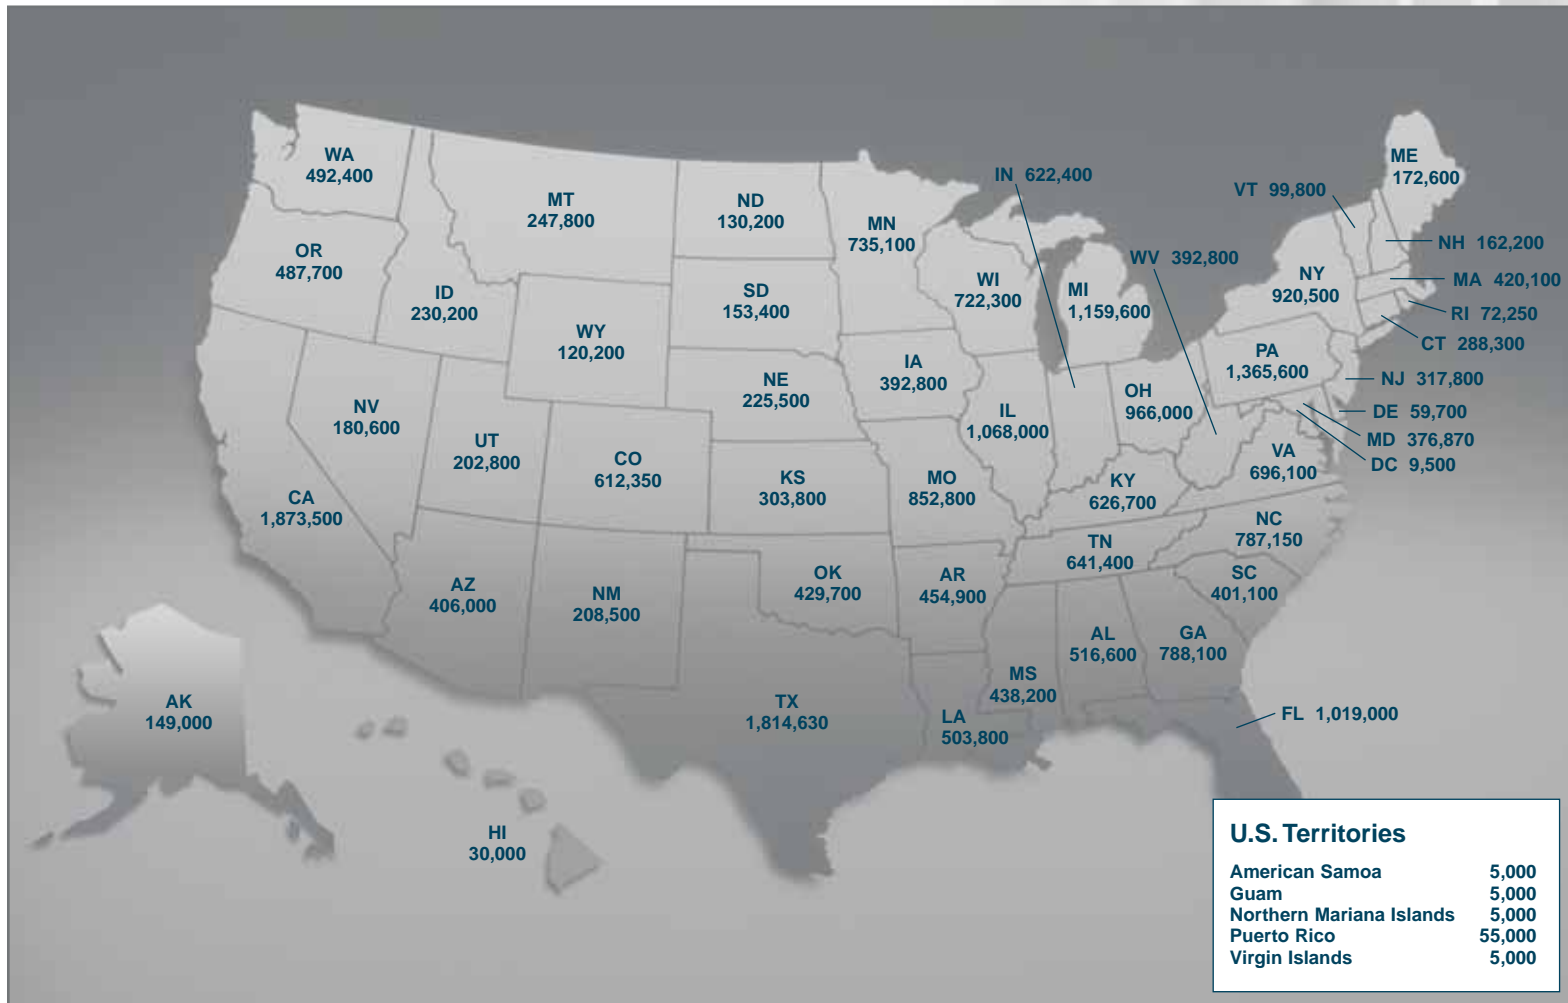 WA
492,400
OR
487,700
MT
247,800
ID
230,200
WY
120,200
ND
130,200
SD
153,400
NE
225,500
MN
735,100
WI
722,300
IA
392,800
IN 622,400
MI
1,159,600
WV 392,800
ME
172,600
VT 99,800
NH 162,200
NY
920,500
MA 420,100
RI 72,250
CT 288,300
PA
1,365,600
NJ 317,800
DE 59,700
MD 376,870
DC 9,500
OH
966,000
IL
1,068,000
VA
696,100
NV
180,600
UT
202,800
CO
612,350
KS
303,800
MO
852,800
KY
626,700
CA
1,873,500
NC
787,150
TN
641,400
SC
401,100
AZ
406,000
NM
208,500
OK
429,700
AR
454,900
AL
516,600
GA
788,100
MS
438,200
TX
1,814,630
LA
503,800
FL 1,019,000
AK
149,000
HI
30,000
U.S. Territories
American Samoa 5,000
Guam 5,000
Northern Mariana Islands 5,000
Puerto Rico 55,000
Virgin Islands 5,000